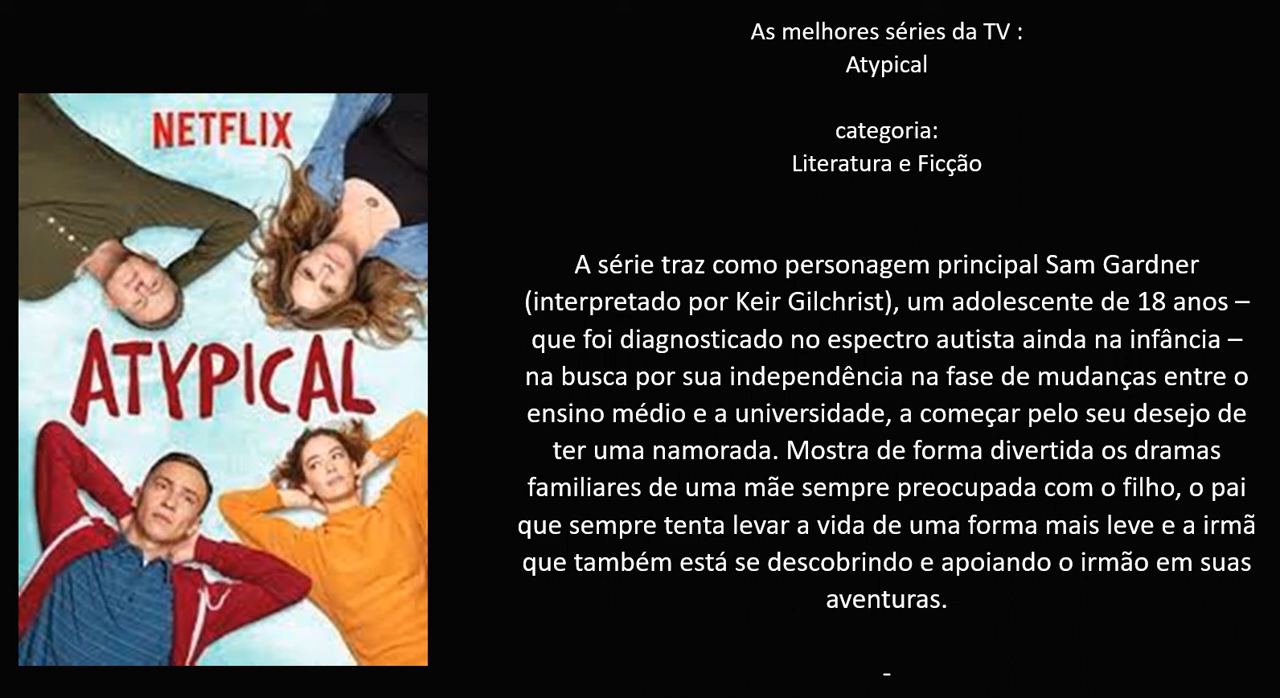 As melhores séries da TV :
Atypical
categoria:
Literatura e Ficção
NETFLIX
ATYPICAL
A série traz como personagem principal Sam Gardner
(interpretado por Keir Gilchrist), um adolescente de 18 anos –
que foi diagnosticado no espectro autista ainda na infância –
na busca por sua independência na fase de mudanças entre o
ensino médio e a universidade, a começar pelo seu desejo de
ter uma namorada. Mostra de forma divertida os dramas
familiares de uma mãe sempre preocupada com o filho, o pai
que sempre tenta levar a vida de uma forma mais leve e a irmã
que também está se descobrindo e apoiando o irmão em suas
aventuras.
-